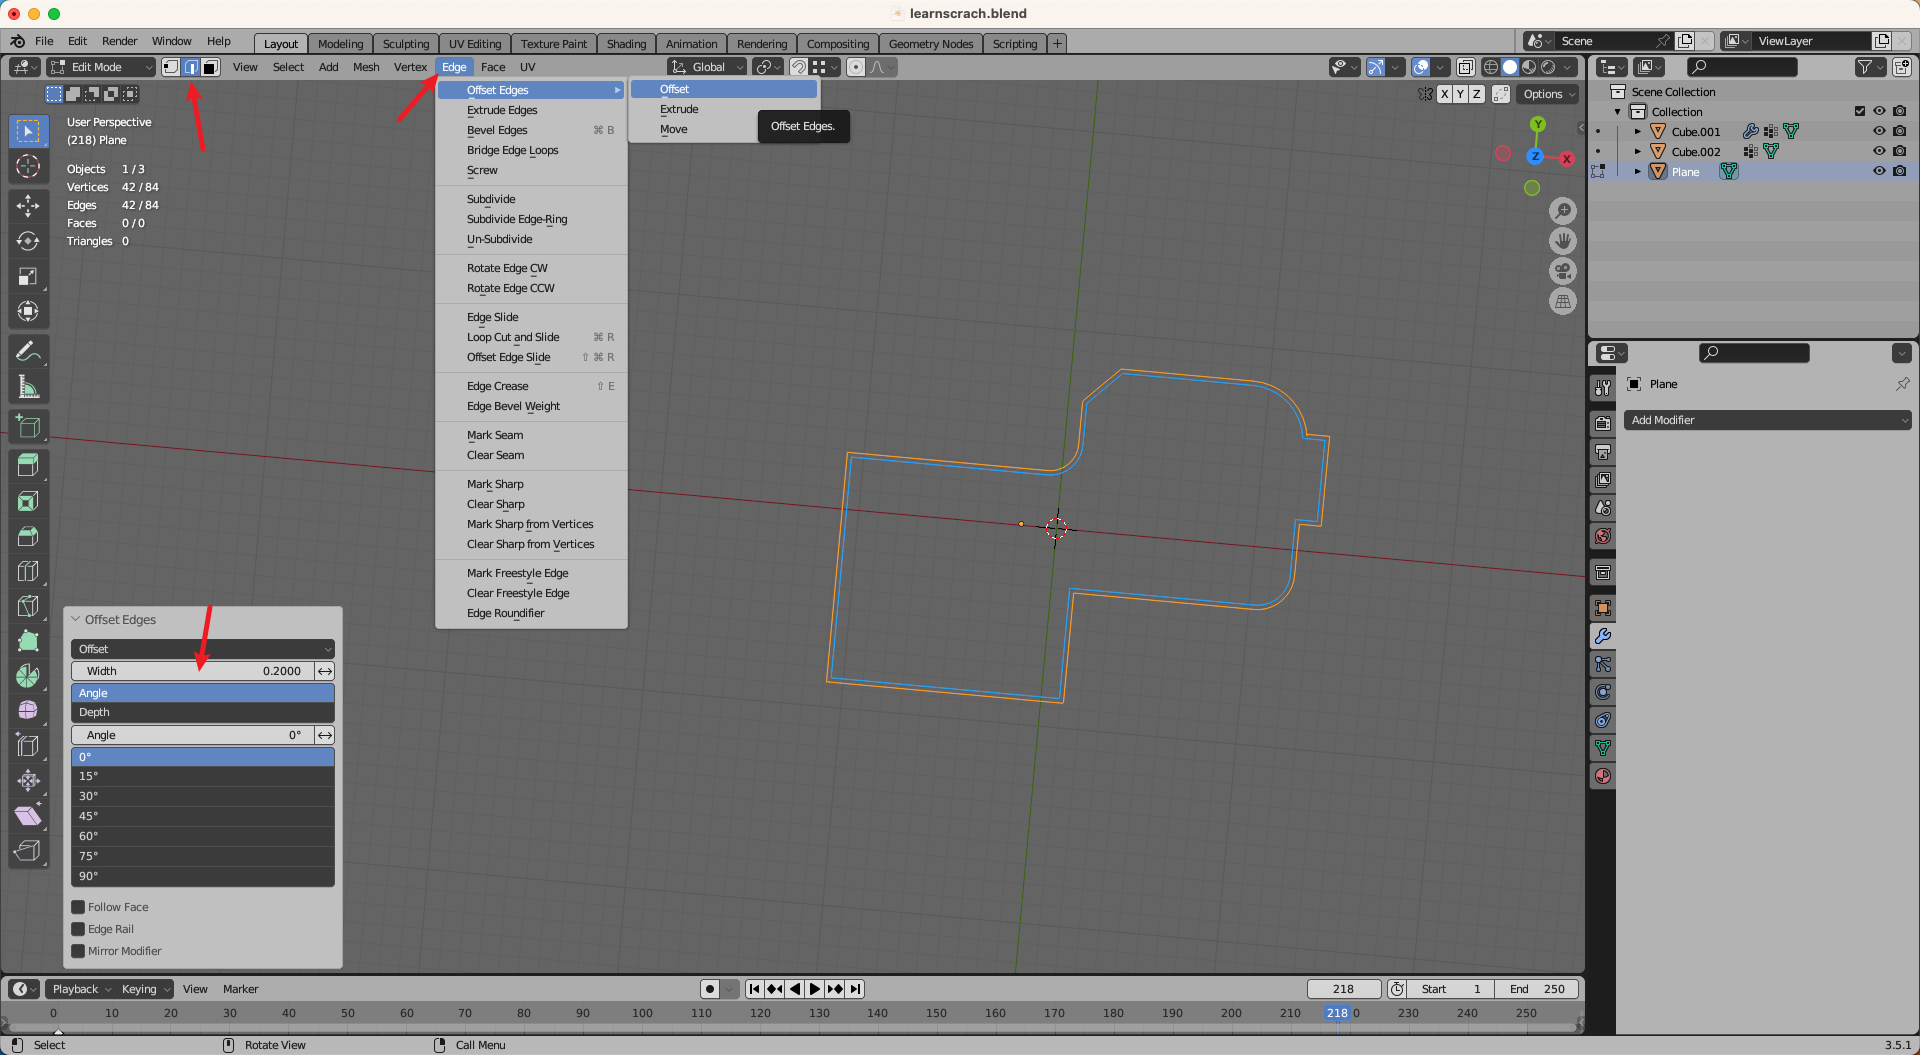 learnscrach.blend
File Edit Render Window Help Layout Modeling Sculpting UV Editing Texture Paint Shading Animation Rendering Compositing Geometry Nodes Scripting + Scene ViewLayer
Edit Mode View Select Add Mesh Vertex Edge Face UV Global
X Y Z Options
User Perspective
(218) Plane
Objects 1 / 3
Vertices 42 / 84
Edges 42 / 84
Faces 0 / 0
Triangles 0
Offset Edges
Extrude Edges
Bevel Edges ⌘ B
Bridge Edge Loops
Screw
Subdivide
Subdivide Edge-Ring
Un-Subdivide
Rotate Edge CW
Rotate Edge CCW
Edge Slide
Loop Cut and Slide ⌘ R
Offset Edge Slide ⇧ ⌘ R
Edge Crease ⇧ E
Edge Bevel Weight
Mark Seam
Clear Seam
Mark Sharp
Clear Sharp
Mark Sharp from Vertices
Clear Sharp from Vertices
Mark Freestyle Edge
Clear Freestyle Edge
Edge Roundifier
Offset
Extrude
Move
Offset Edges.
Y
Z X
Scene Collection
Collection
Cube.001
Cube.002
Plane
Plane
Add Modifier
Offset Edges
Offset
Width 0.2000
Angle
Depth
Angle 0°
0°
15°
30°
45°
60°
75°
90°
Follow Face
Edge Rail
Mirror Modifier
Playback Keying View Marker 218 Start 1 End 250
0 10 20 30 40 50 60 70 80 90 100 110 120 130 140 150 160 170 180 190 200 210 218 0 230 240 250
Select Rotate View Call Menu 3.5.1